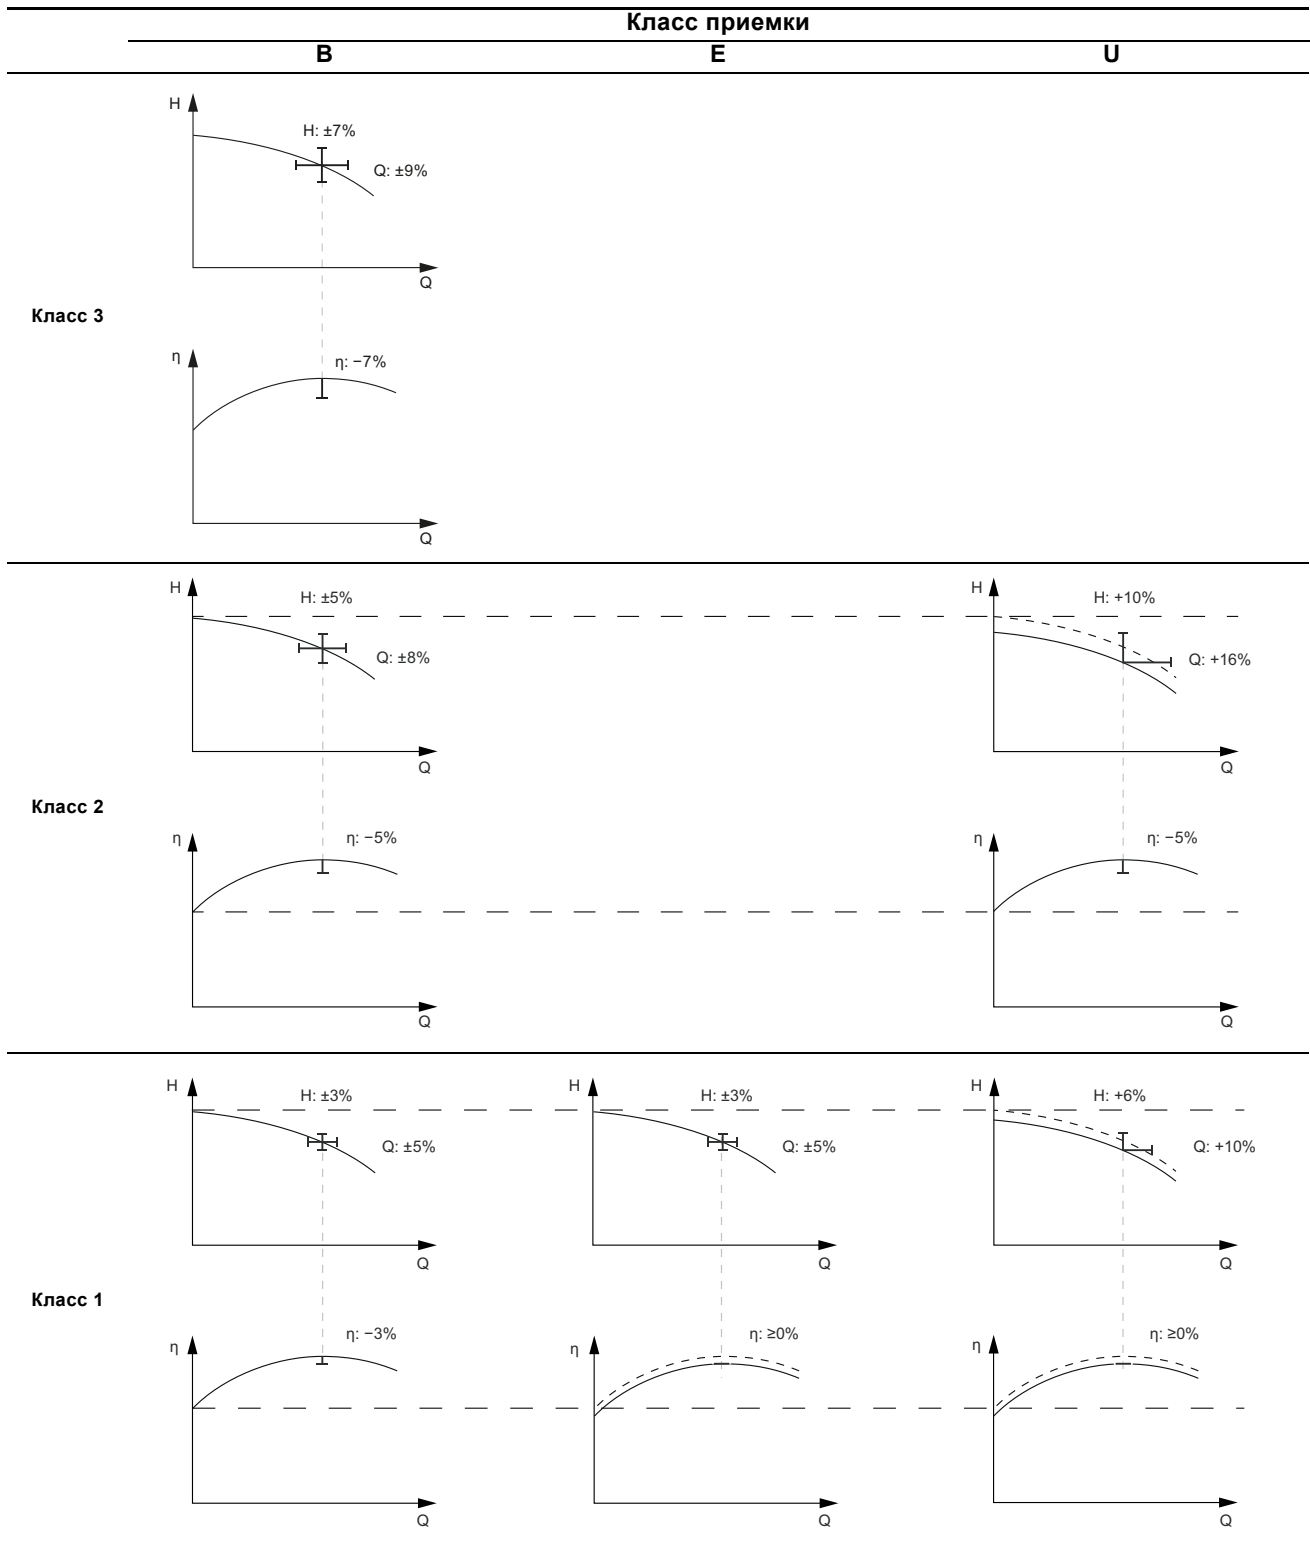 Класс приемки
B E U
H
H: ±7%
Q: ±9%
Q
Класс 3
η
η: −7%
Q
H
H: ±5%
Q: ±8%
Q
H
H: +10%
Q: +16%
Q
Класс 2
η
η: −5%
Q
η
η: −5%
Q
H
H: ±3%
Q: ±5%
Q
H
H: ±3%
Q: ±5%
Q
H
H: +6%
Q: +10%
Q
Класс 1
η
η: −3%
Q
η
η: ≥0%
Q
η
η: ≥0%
Q